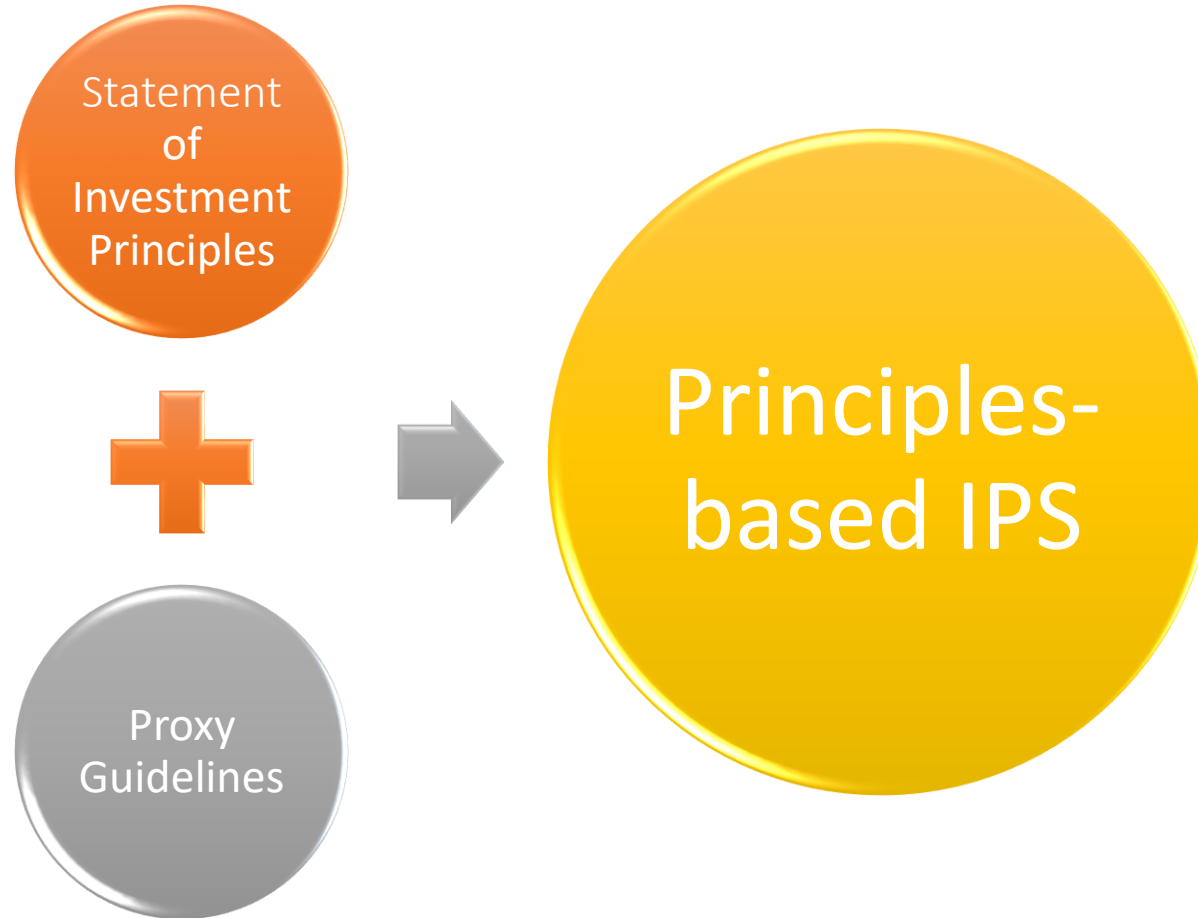 Statement
of
Investment
Principles
Proxy
Guidelines
Principles-
based IPS